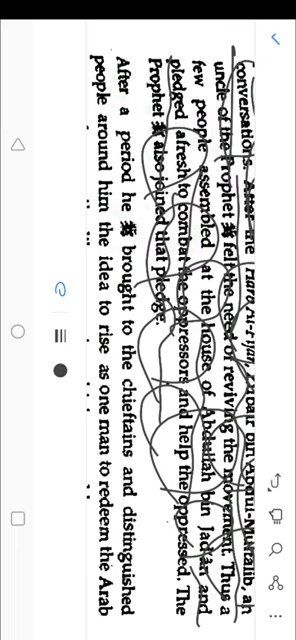 conversations. After the Harb Al-Fijar, Zubair bin Abdul-Muttalib, an
uncle of the Prophet ﷺ felt the need of reviving the movement. Thus a
few people assembled at the house of Abdullah bin Jad'an and
pledged afresh to combat the oppressors and help the oppressed. The
Prophet ﷺ also joined that pledge.
After a period he ﷺ brought to the chieftains and distinguished
people around him the idea to rise as one man to redeem the Arab